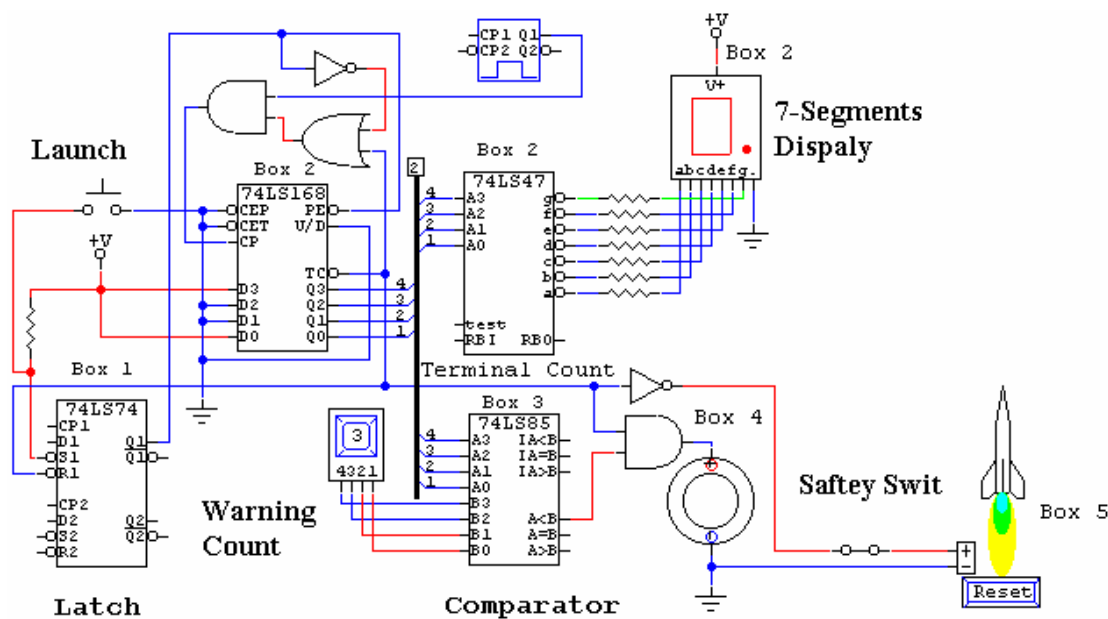 +V
CP1 Q1
CP2 Q2
Box 2
V+
7-Segments
Dispaly
abcdefg.
Launch
Box 2
74LS168
CEP PE
CET U/D
CP
TC
D3 Q3
D2 Q2
D1 Q1
D0 Q0
4
3
2
1
2
Box 2
74LS47
4 A3 g
3 A2 f
2 A1 e
1 A0 d
c
b
a
test
RBI RBO
+V
Box 1
74LS74
CP1
D1 Q1
S1 Q1
R1
CP2
D2 Q2
S2 Q2
R2
Latch
Terminal Count
3
4321
Warning
Count
Box 3
74LS85
4 A3 IA<B
3 A2 IA=B
2 A1 IA>B
1 A0
B3
B2 A<B
B1 A=B
B0 A>B
Comparator
Box 4
Saftey Swit
Box 5
+
-
Reset